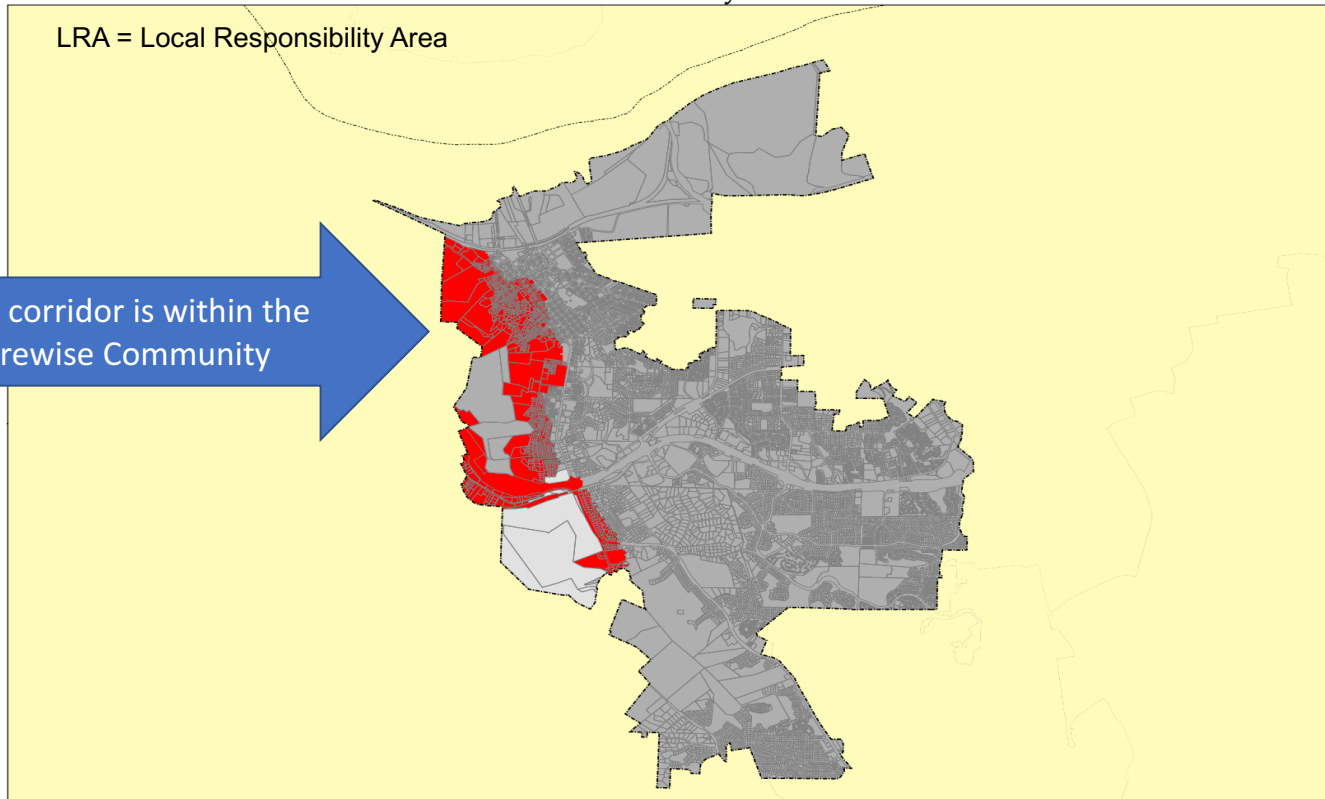 LRA = Local Responsibility Area
corridor is within the
rewise Community